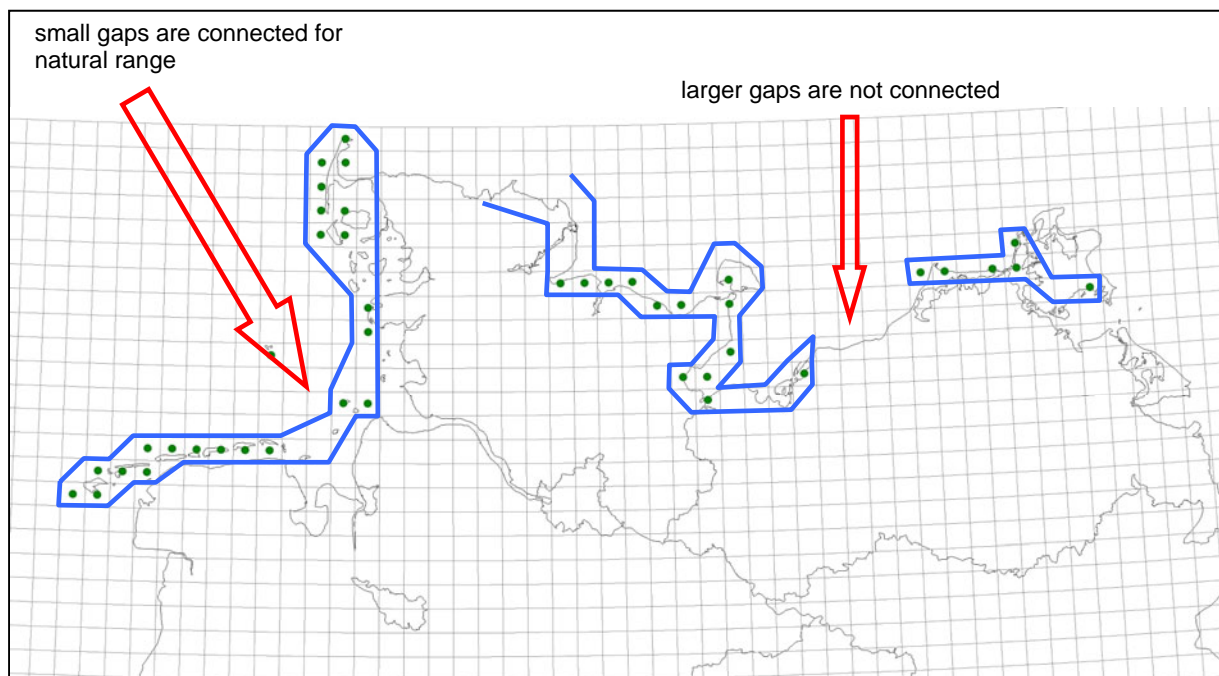 small gaps are connected for
natural range
larger gaps are not connected